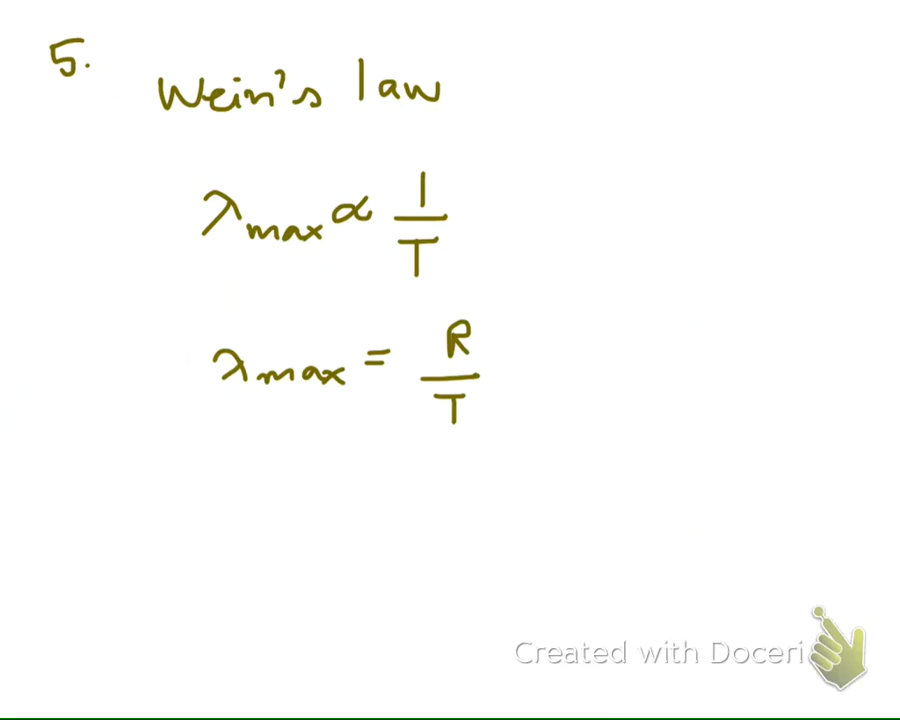 5.
Wein's law
λmax ∝ 1/T
λmax = R/T
Created with Doceri